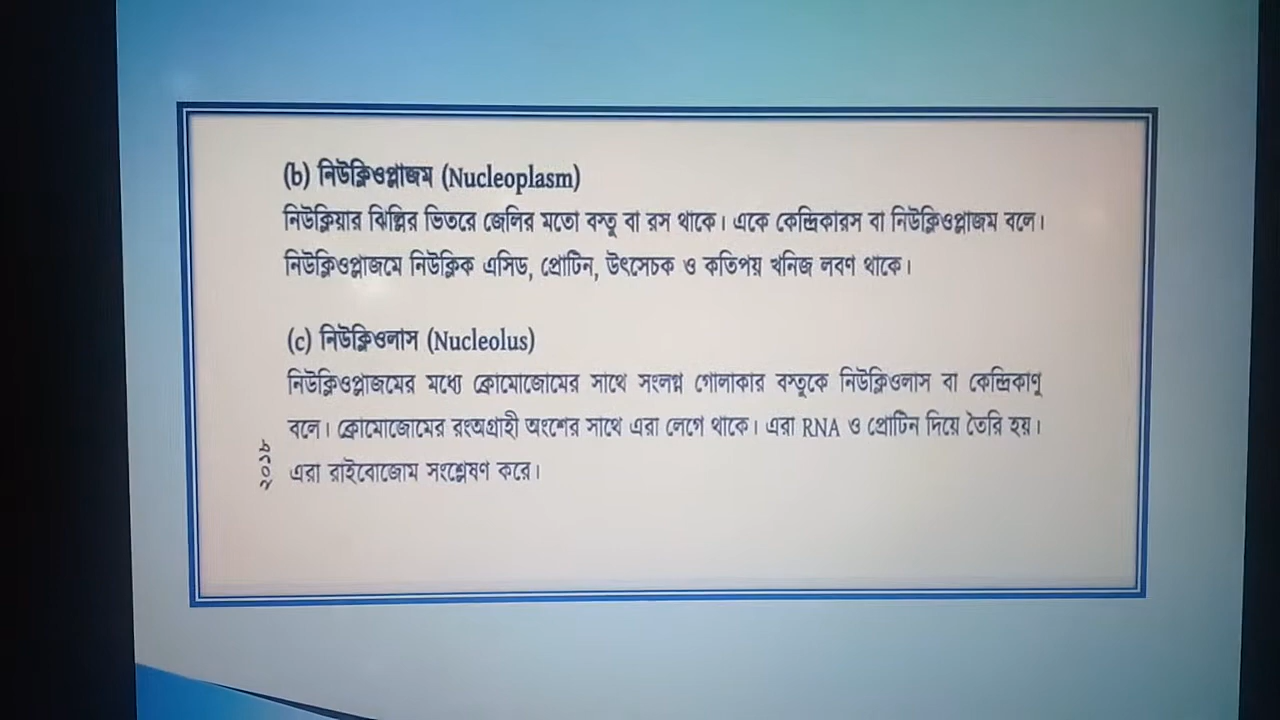 (b) নিউক্লিওপ্লাজম (Nucleoplasm)
নিউক্লিয়ার ঝিল্লির ভিতরে জেলির মতো বস্তু বা রস থাকে। একে কেন্দ্রিকারস বা নিউক্লিওপ্লাজম বলে।
নিউক্লিওপ্লাজমে নিউক্লিক এসিড, প্রোটিন, উৎসেচক ও কতিপয় খনিজ লবণ থাকে।
(c) নিউক্লিওলাস (Nucleolus)
নিউক্লিওপ্লাজমের মধ্যে ক্রোমোজোমের সাথে সংলগ্ন গোলাকার বস্তুকে নিউক্লিওলাস বা কেন্দ্রিকাণু
বলে। ক্রোমোজোমের রংঅগ্রাহী অংশের সাথে এরা লেগে থাকে। এরা RNA ও প্রোটিন দিয়ে তৈরি হয়।
এরা রাইবোজোম সংশ্লেষণ করে।